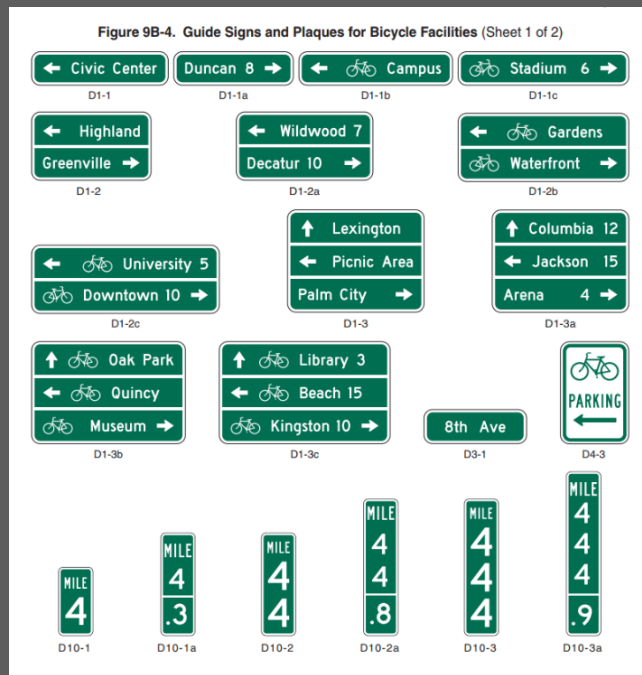 Figure 9B-4. Guide Signs and Plaques for Bicycle Facilities (Sheet 1 of 2)
Civic Center
Duncan 8
Campus
Stadium 6
D1-1
D1-1a
D1-1b
D1-1c
Highland
Greenville
D1-2
Wildwood 7
Decatur 10
D1-2a
Gardens
Waterfront
D1-2b
University 5
Downtown 10
D1-2c
Lexington
Picnic Area
Palm City
D1-3
Columbia 12
Jackson 15
Arena 4
D1-3a
Oak Park
Quincy
Museum
D1-3b
Library 3
Beach 15
Kingston 10
D1-3c
8th Ave
D3-1
PARKING
D4-3
MILE
4
D10-1
MILE
4
.3
D10-1a
MILE
4
4
D10-2
MILE
4
4
.8
D10-2a
MILE
4
4
4
D10-3
MILE
4
4
4
.9
D10-3a